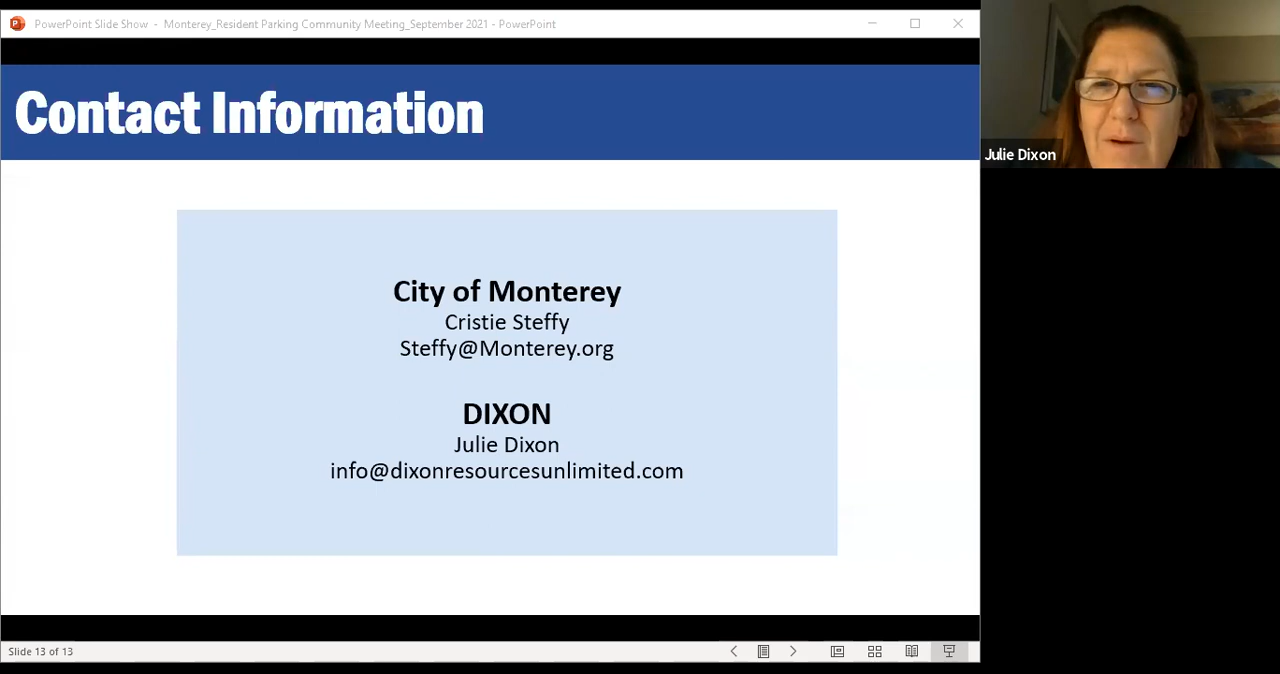 PowerPoint Slide Show - Monterey_Resident Parking Community Meeting_September 2021 - PowerPoint
Contact Information
City of Monterey
Cristie Steffy
Steffy@Monterey.org
DIXON
Julie Dixon
info@dixonresourcesunlimited.com
Slide 13 of 13
Julie Dixon